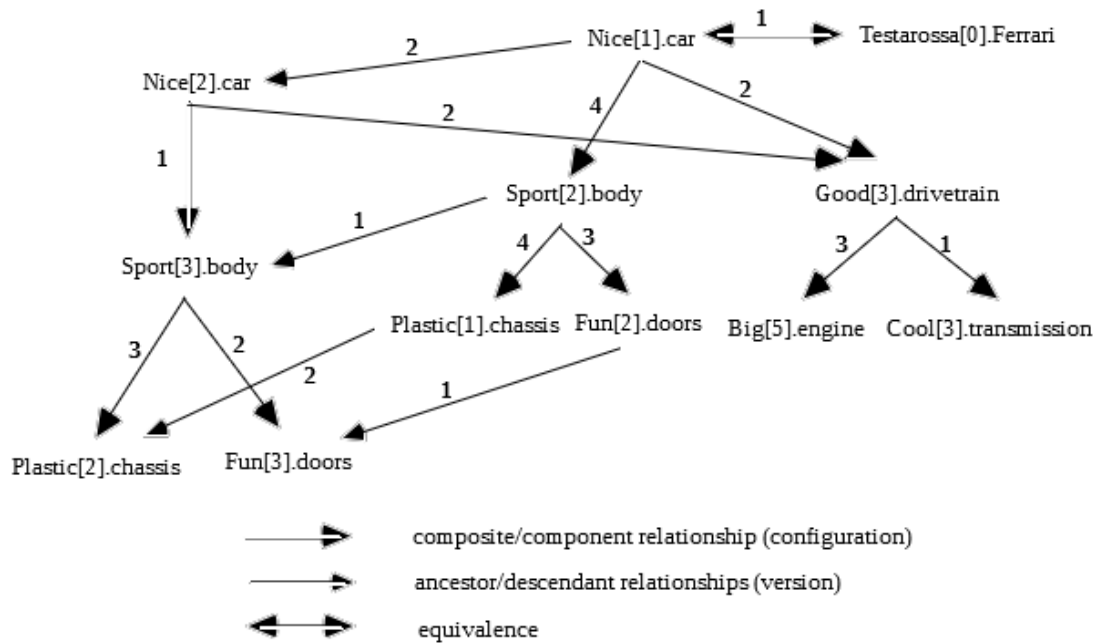 1
Nice[1].car
Testarossa[0].Ferrari
2
Nice[2].car
4
2
2
1
Sport[2].body
Good[3].drivetrain
1
4
3
3
1
Sport[3].body
Plastic[1].chassis
Fun[2].doors
Big[5].engine
Cool[3].transmission
3
2
2
1
Plastic[2].chassis
Fun[3].doors
composite/component relationship (configuration)
ancestor/descendant relationships (version)
equivalence